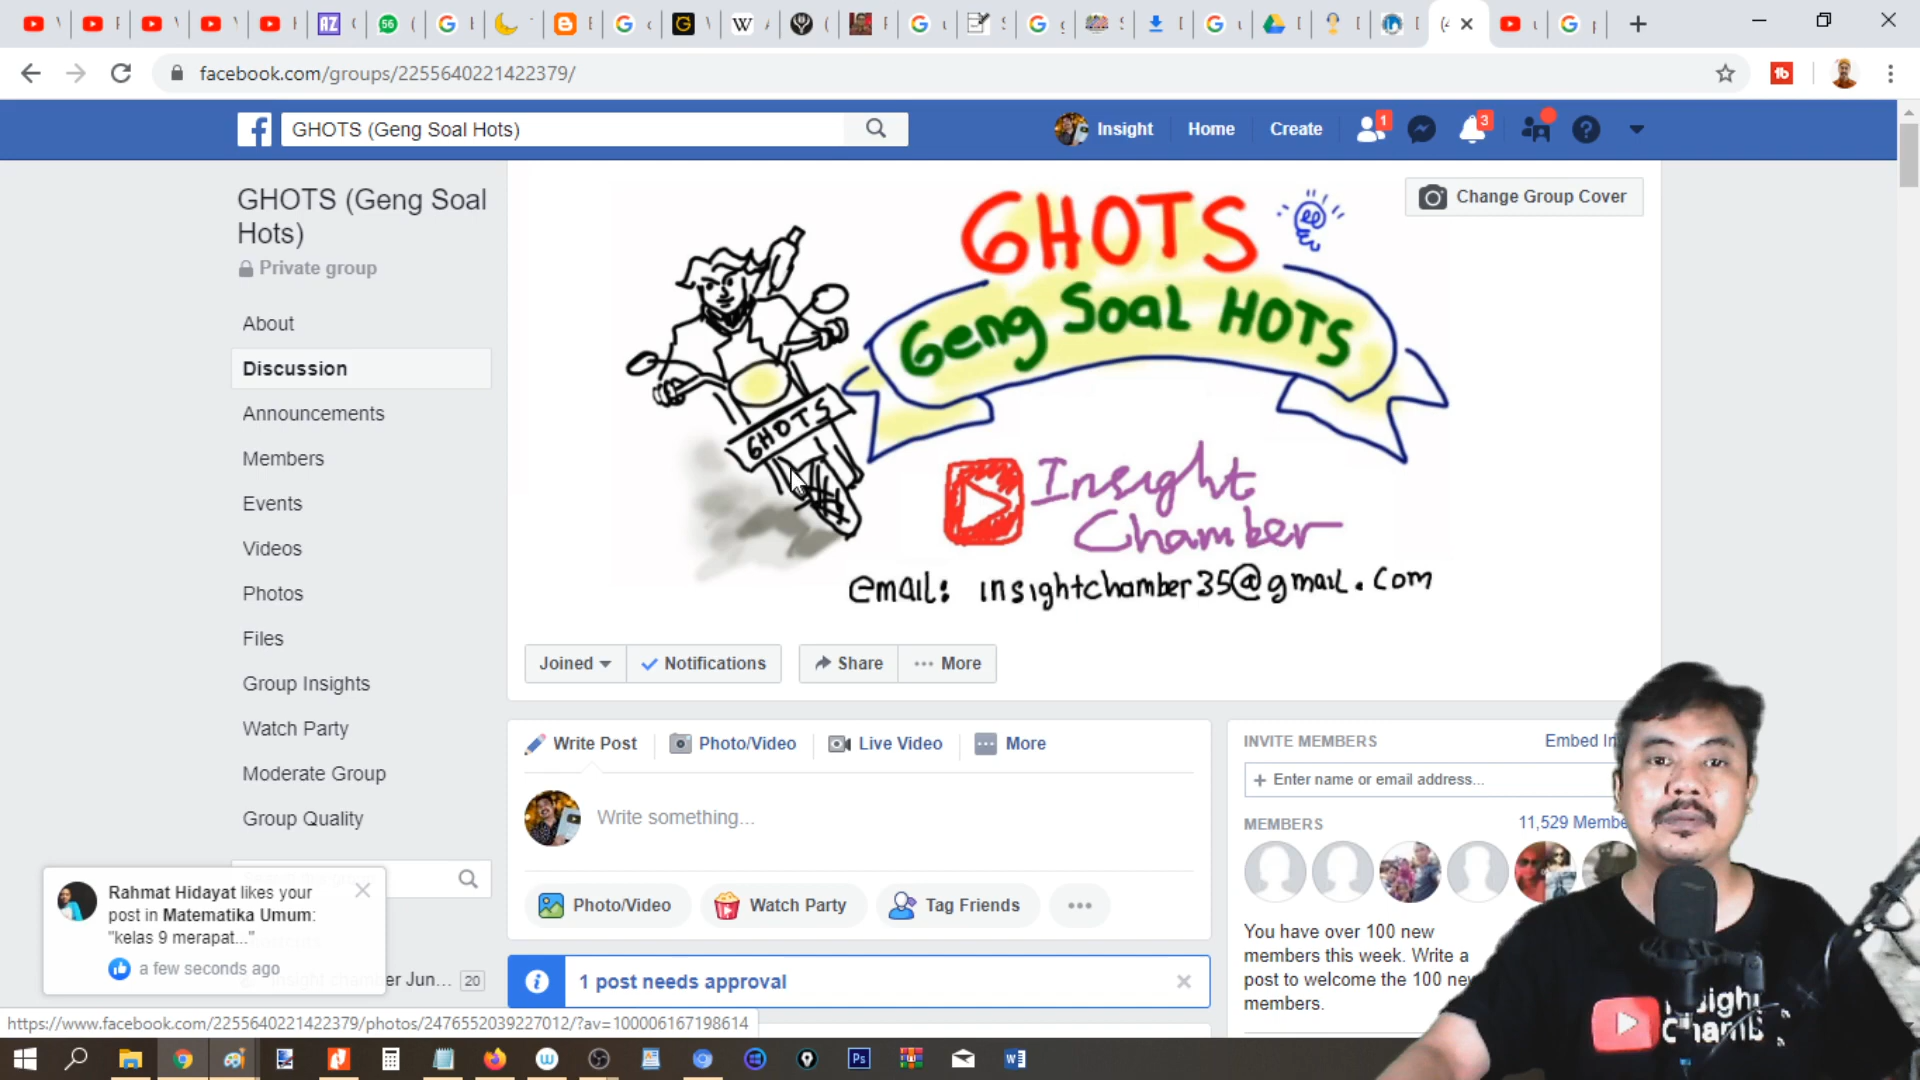 facebook.com/groups/2255640221422379/
GHOTS (Geng Soal Hots)
Insight
Home
Create
1
3
GHOTS (Geng Soal
Hots)
Private group
About
Discussion
Announcements
Members
Events
Videos
Photos
Files
Group Insights
Watch Party
Moderate Group
Group Quality
Change Group Cover
GHOTS
Geng Soal HOTS
GHOTS
Insight
Chamber
email: insightchamber35@gmail.com
Joined
Notifications
Share
More
Write Post
Photo/Video
Live Video
More
Write something...
Photo/Video
Watch Party
Tag Friends
1 post needs approval
INVITE MEMBERS
Embed
+ Enter name or email address...
MEMBERS
11,529
You have over 100 new
members this week. Write a
post to welcome the 100
members.
Rahmat Hidayat likes your
post in Matematika Umum:
"kelas 9 merapat..."
a few seconds ago
20
https://www.facebook.com/2255640221422379/photos/2476552039227012/?av=100006167198614